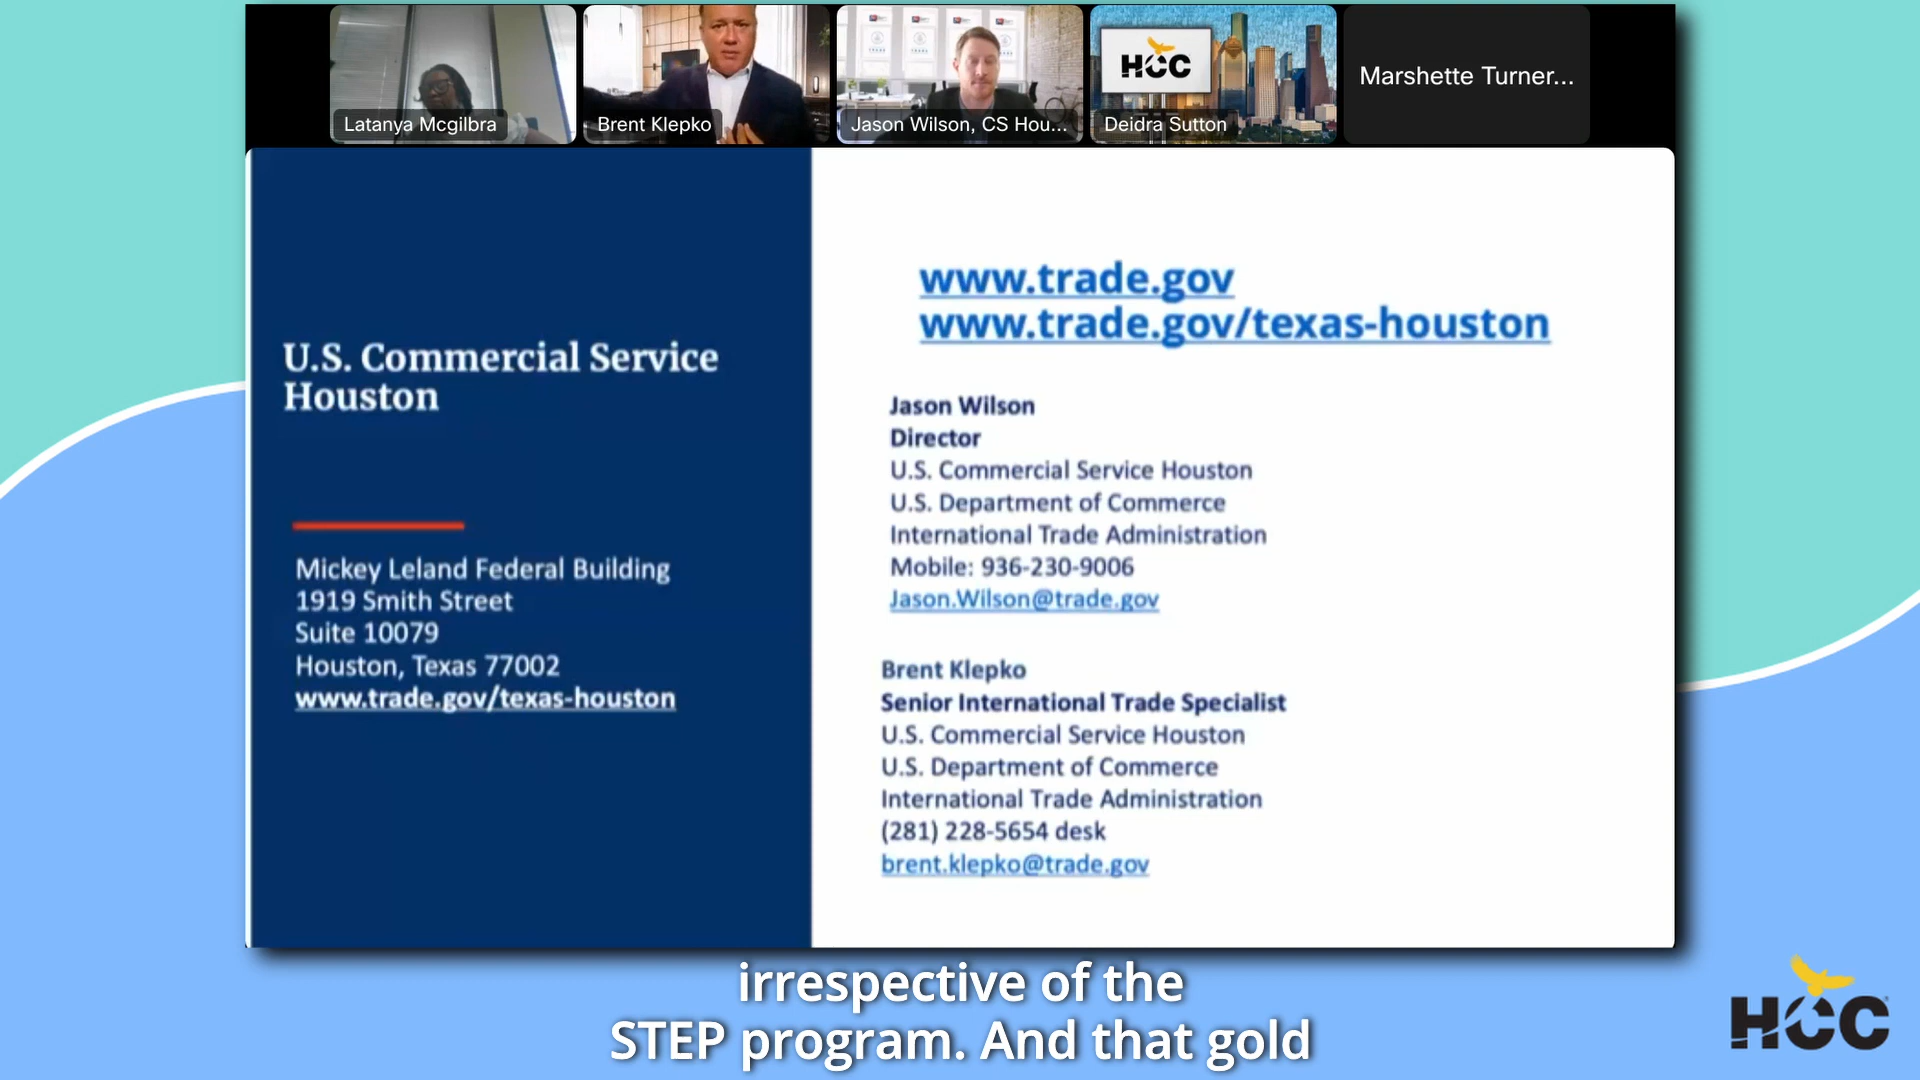 HCC
Latanya Mcgilbra
Brent Klepko
Jason Wilson, CS Hou...
Deidra Sutton
Marshette Turner...
U.S. Commercial Service
Houston
Mickey Leland Federal Building
1919 Smith Street
Suite 10079
Houston, Texas 77002
www.trade.gov/texas-houston
www.trade.gov
www.trade.gov/texas-houston
Jason Wilson
Director
U.S. Commercial Service Houston
U.S. Department of Commerce
International Trade Administration
Mobile: 936-230-9006
Jason.Wilson@trade.gov
Brent Klepko
Senior International Trade Specialist
U.S. Commercial Service Houston
U.S. Department of Commerce
International Trade Administration
(281) 228-5654 desk
brent.klepko@trade.gov
irrespective of the
STEP program. And that gold
HCC